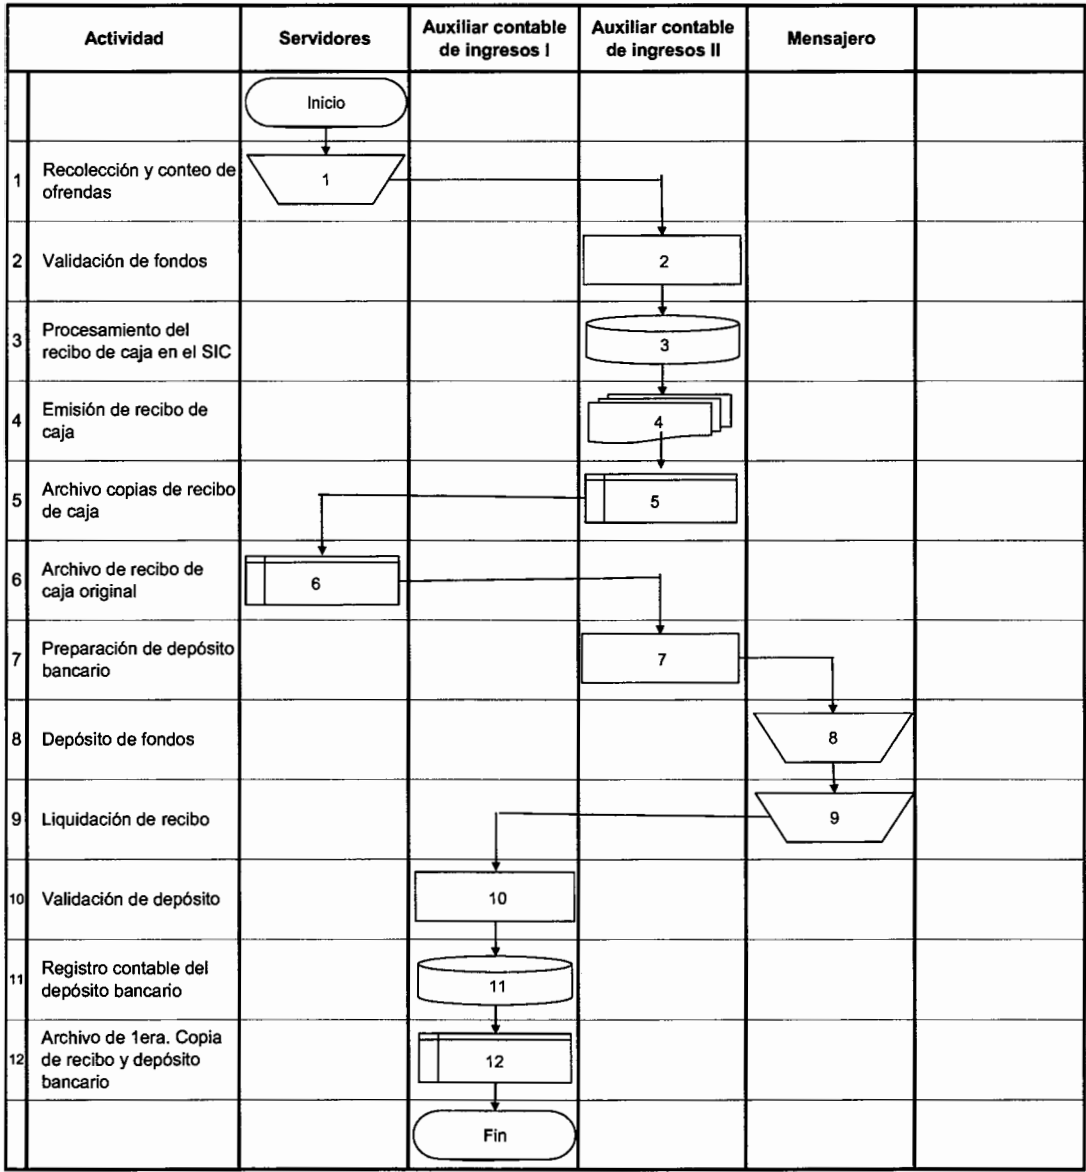 Actividad
Servidores
Auxiliar contable
de ingresos I
Auxiliar contable
de ingresos II
Mensajero
Inicio
1
Recolección y conteo de
ofrendas
1
2
Validación de fondos
2
3
Procesamiento del
recibo de caja en el SIC
3
4
Emisión de recibo de
caja
4
5
Archivo copias de recibo
de caja
5
6
Archivo de recibo de
caja original
6
7
Preparación de depósito
bancario
7
8
Depósito de fondos
8
9
Liquidación de recibo
9
10
Validación de depósito
10
11
Registro contable del
depósito bancario
11
12
Archivo de 1era. Copia
de recibo y depósito
bancario
12
Fin